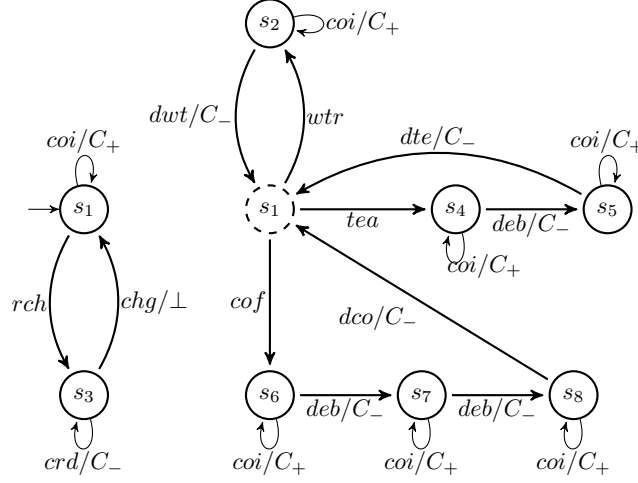 s₂
coi/C₊
dwt/C₋
wtr
dte/C₋
coi/C₊
coi/C₊
s₁
s₁
tea
s₄
deb/C₋
s₅
coi/C₊
rch
chg/⊥
cof
dco/C₋
s₃
s₆
deb/C₋
s₇
deb/C₋
s₈
crd/C₋
coi/C₊
coi/C₊
coi/C₊